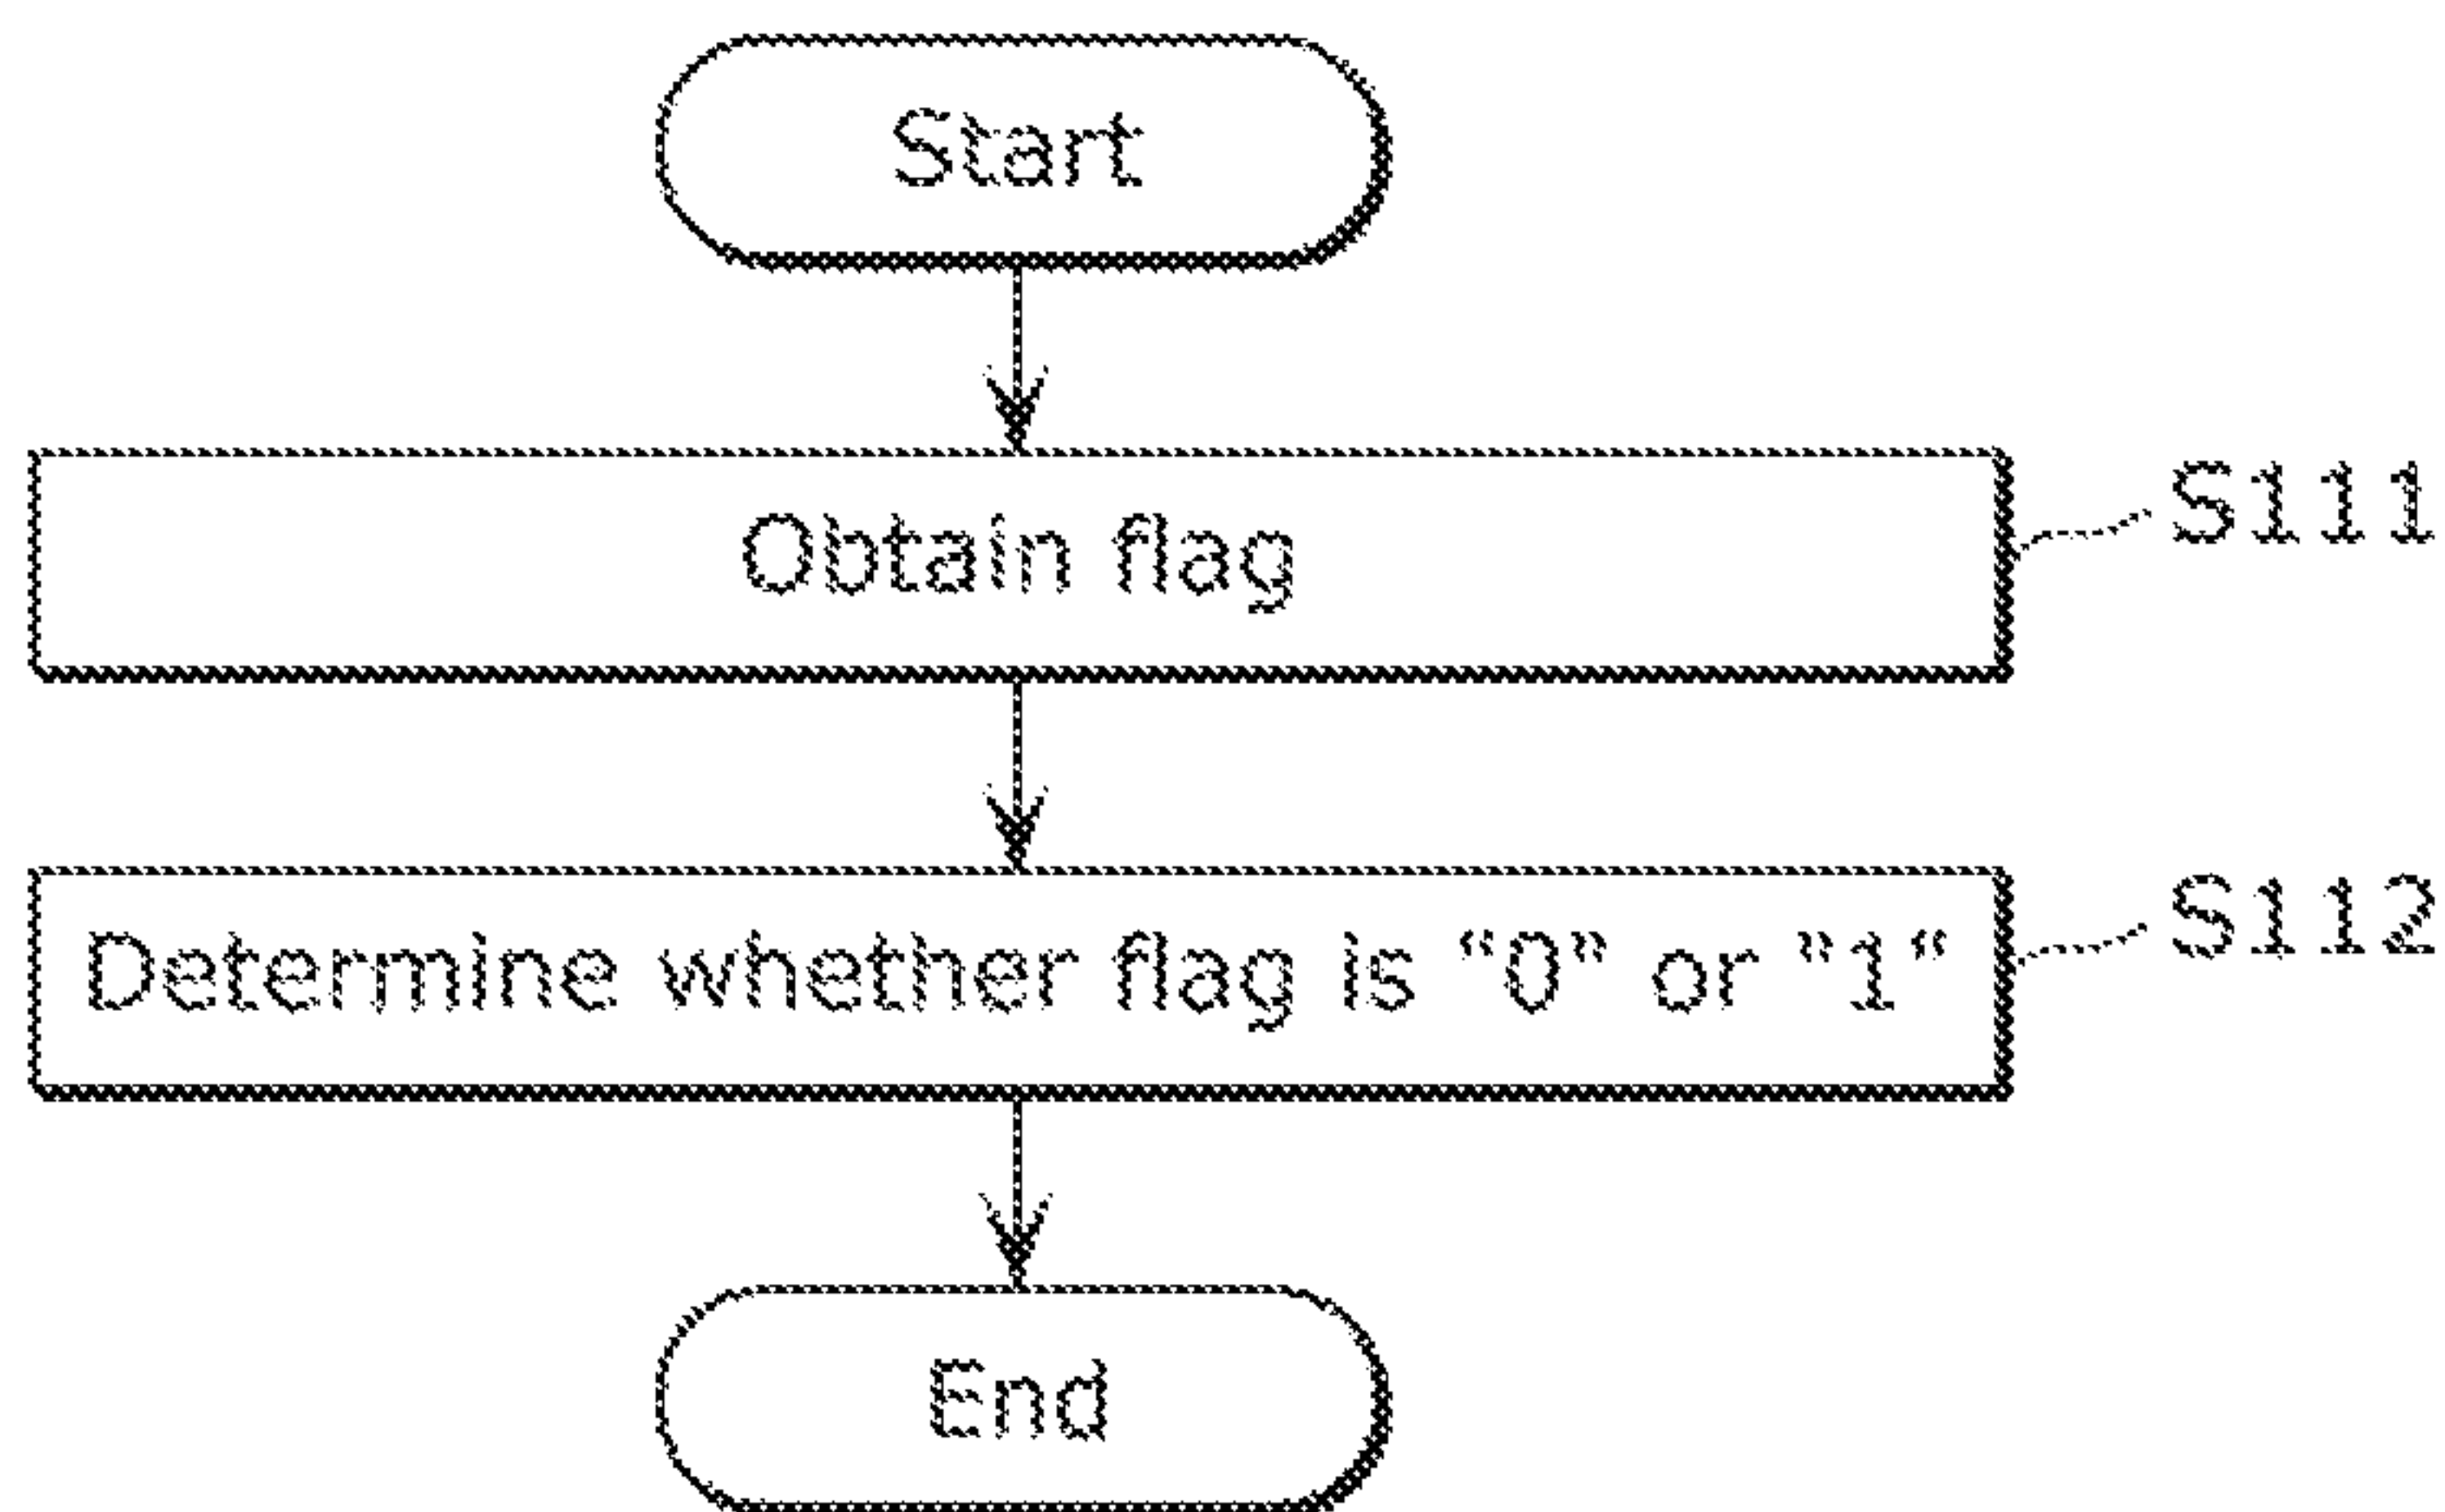 Start
Obtain flag
S111
Determine whether flag is “0” or ”1“
S112
End